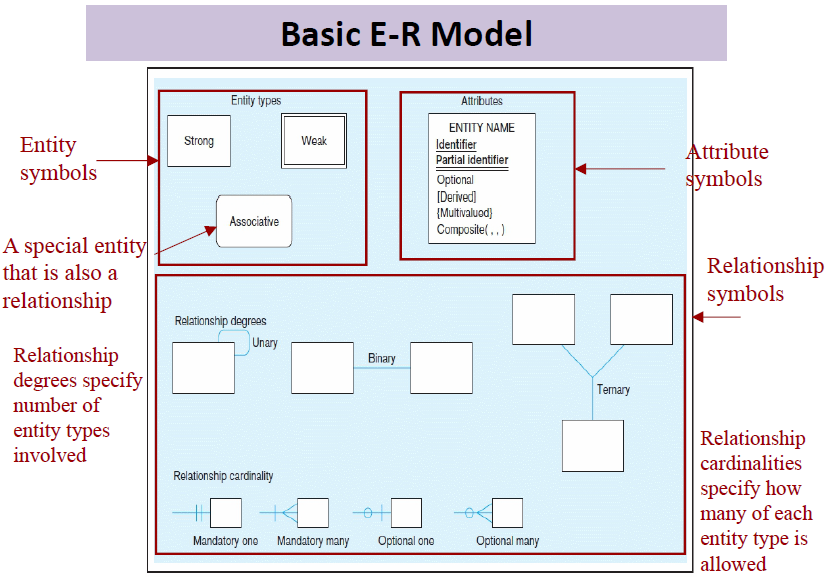 Basic E-R Model
Entity types
Strong
Weak
Associative
Attributes
ENTITY NAME
Identifier
Partial identifier
Optional
[Derived]
{Multivalued}
Composite( , , )
Entity
symbols
A special entity
that is also a
relationship
Attribute
symbols
Relationship
symbols
Relationship degrees
Unary
Binary
Ternary
Relationship
degrees specify
number of
entity types
involved
Relationship cardinality
Mandatory one
Mandatory many
Optional one
Optional many
Relationship
cardinalities
specify how
many of each
entity type is
allowed